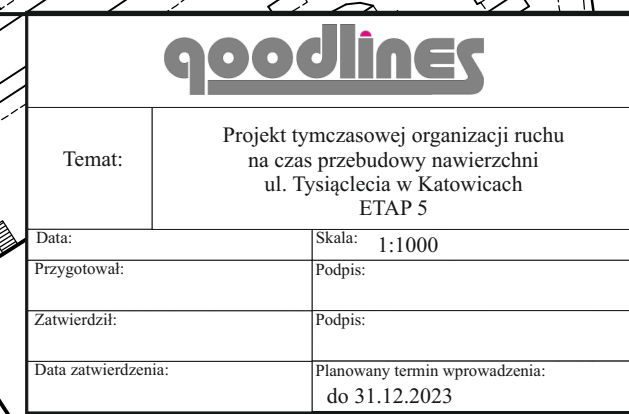 goodlines
Temat:
Projekt tymczasowej organizacji ruchu
na czas przebudowy nawierzchni
ul. Tysiąclecia w Katowicach
ETAP 5
Data:
Skala: 1:1000
Przygotował:
Podpis:
Zatwierdził:
Podpis:
Data zatwierdzenia:
Planowany termin wprowadzenia:
do 31.12.2023